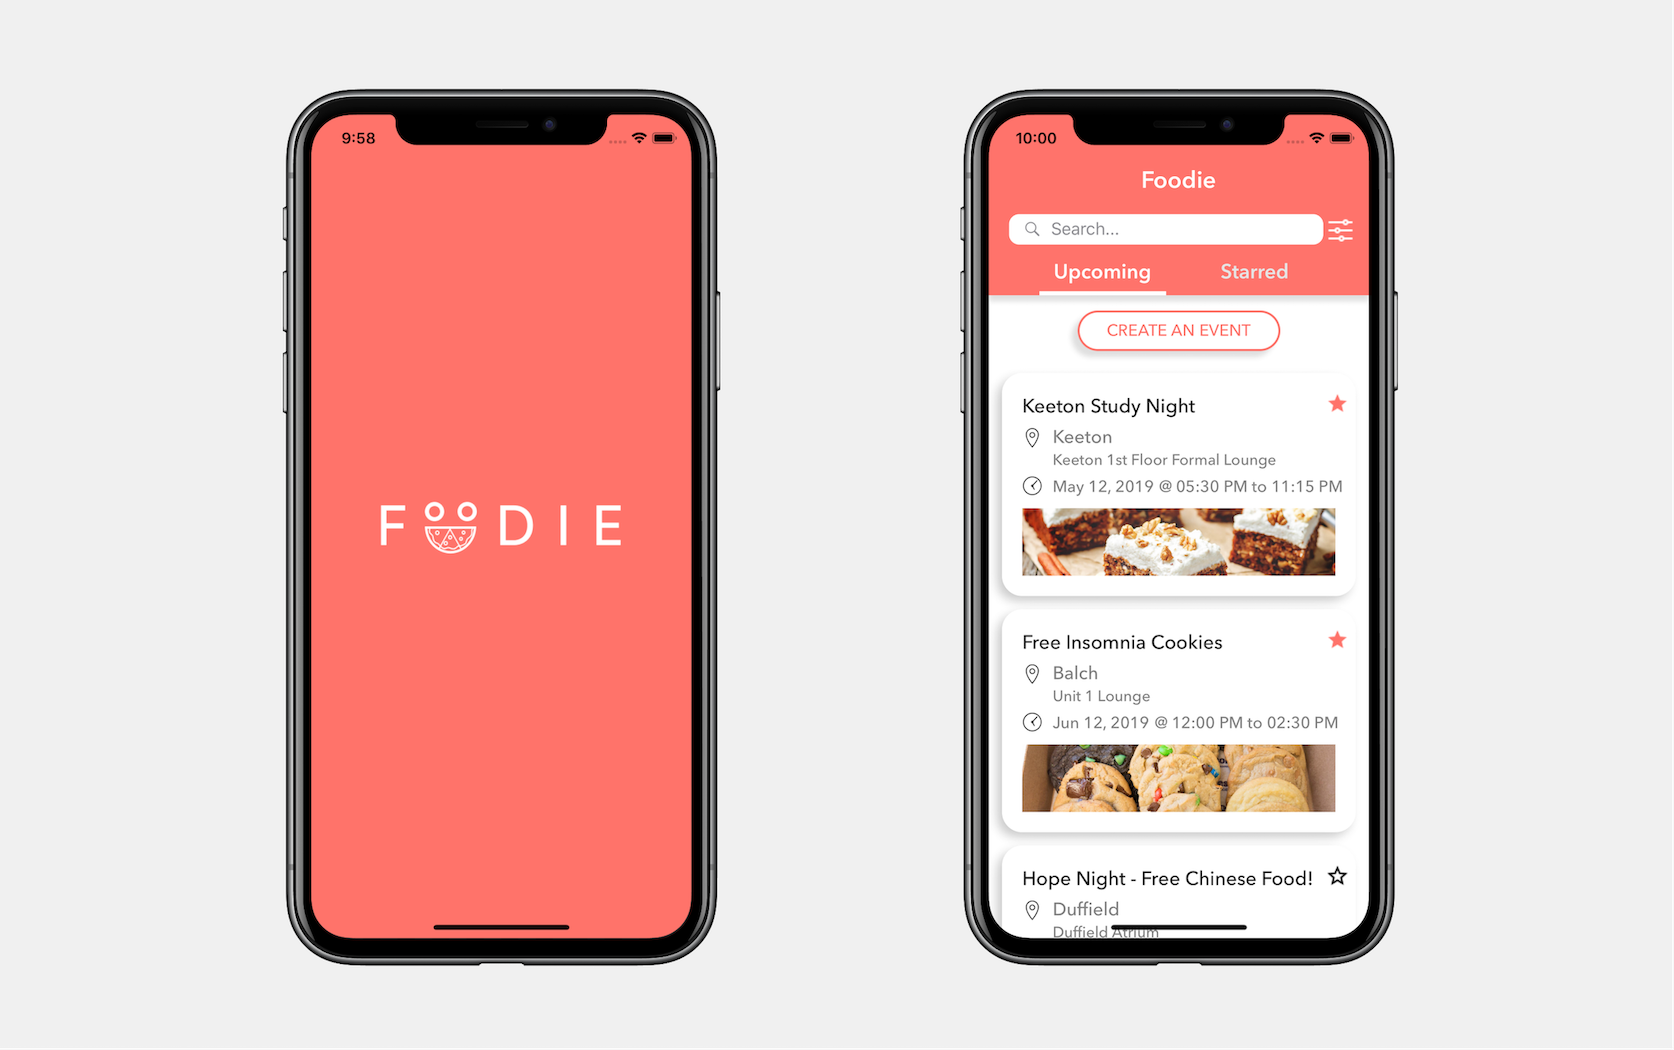 9:58
FOODIE
10:00
Foodie
Search...
Upcoming Starred
CREATE AN EVENT
Keeton Study Night
Keeton
Keeton 1st Floor Formal Lounge
May 12, 2019 @ 05:30 PM to 11:15 PM
Free Insomnia Cookies
Balch
Unit 1 Lounge
Jun 12, 2019 @ 12:00 PM to 02:30 PM
Hope Night - Free Chinese Food!
Duffield
Duffield Atrium